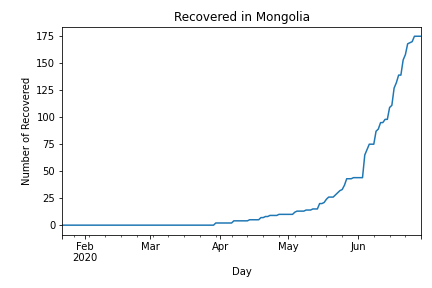 Recovered in Mongolia
Number of Recovered
175
150
125
100
75
50
25
0
Feb
2020
Mar
Apr
May
Jun
Day